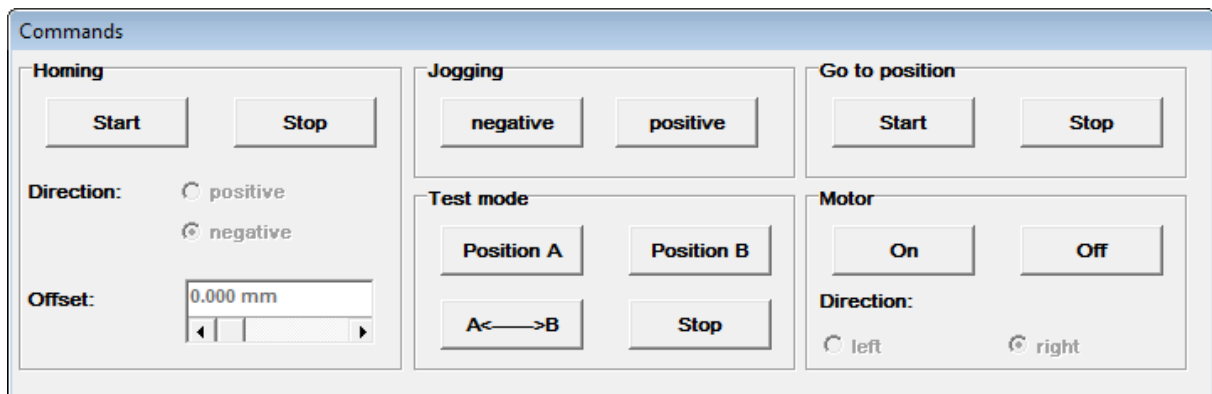 Commands
Homing
Start Stop
Direction: positive
negative
Offset: 0.000 mm
Jogging
negative positive
Test mode
Position A Position B
A<——>B Stop
Go to position
Start Stop
Motor
On Off
Direction:
left right